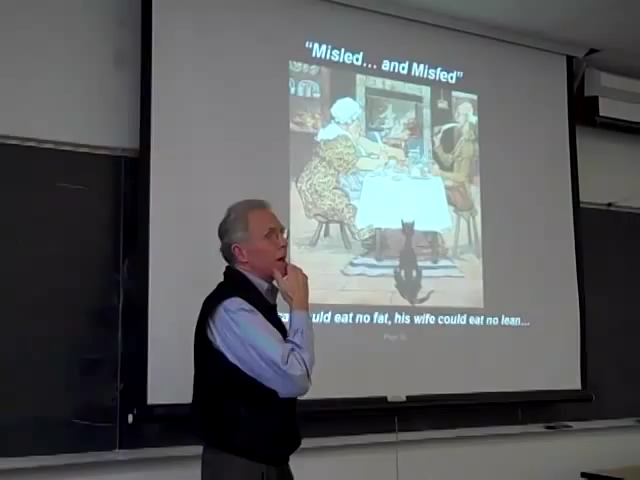 "Misled... and Misfed"
could eat no fat, his wife could eat no lean...